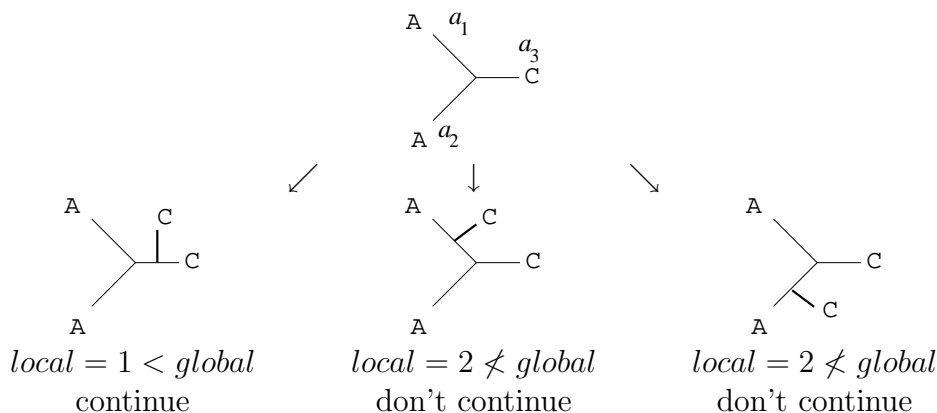 A a₁
a₃
C
A a₂
A C C A
A C C A
A C C A
local = 1 < global local = 2 ≮ global local = 2 ≮ global
continue don't continue don't continue